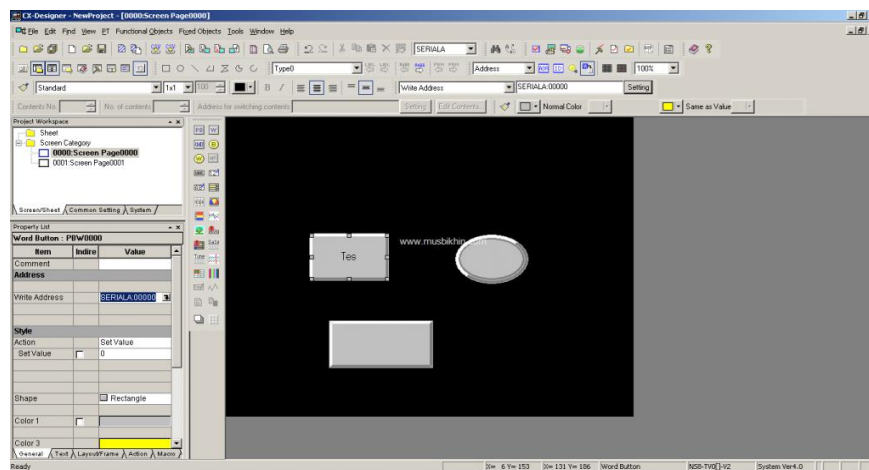 CX-Designer - NewProject - [0000:Screen Page0000]
File Edit Find View PT Functional Objects Fixed Objects Tools Window Help
SERIALA
Type0 Address 100%
Standard 1x1 100 B / Write Address SERIALA:00000 Setting
Contents No. No. of contents Address for switching contents Setting Edit Contents. Normal Color Same as Value
Project Workspace
Sheet
Screen Category
0000:Screen Page0000
0001:Screen Page0001
Screen/Sheet Common Setting System
Property List
Word Button : PBW0000
Item Indire Value
Comment
Address
Write Address SERIALA:00000
Style
Action Set Value
Set Value 0
Shape Rectangle
Color 1
Color 3
General Text Layout/Frame Action Macro
Tes
www.musbikhin.com
Ready X= 6 Y= 153 X= 131 Y= 186 Word Button NS8-TV0[]-V2 System Ver4.0